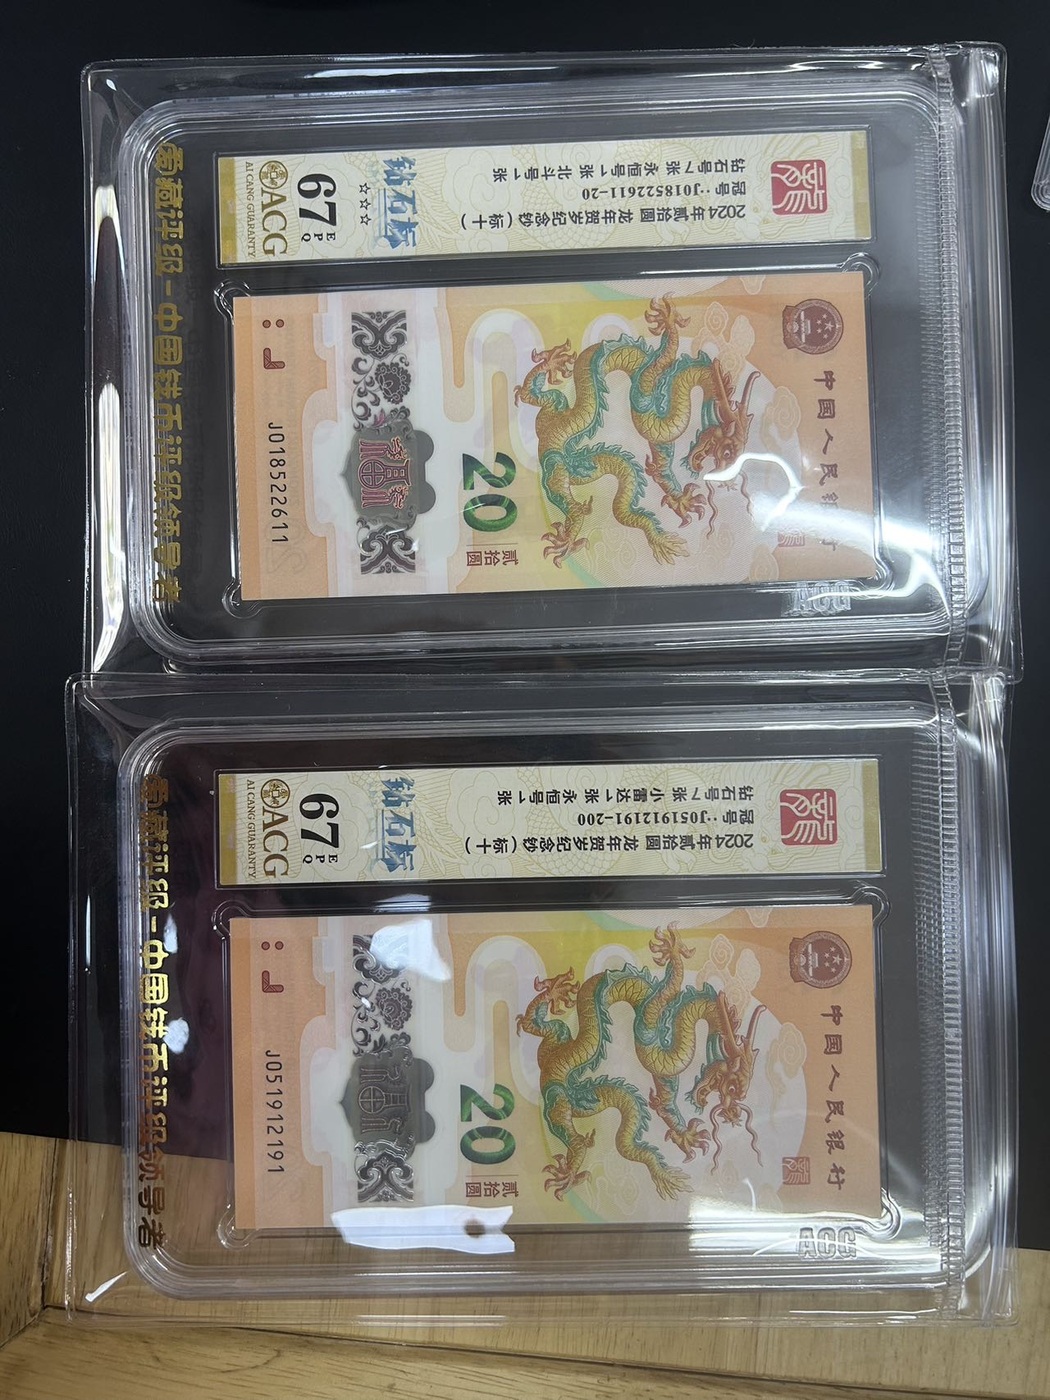 2024年贰拾圆 龙年贺岁纪念钞(标十)
冠号：J018522611-20
钻石号7张 永恒号1张 北斗号1张
钻石标
☆☆☆
67 E
P
Q
ACG
AI CANG GUARANTEY
中国人民银行
20
贰拾圆
J018522611
爱藏评级-中国钱币评级领导者
ACG
2024年贰拾圆 龙年贺岁纪念钞(标十)
冠号：J051912191-200
钻石号7张 小雷达1张 永恒号1张
钻石标
67 E
P
Q
ACG
AI CANG GUARANTEY
中国人民银行
20
贰拾圆
J051912191
爱藏评级-中国钱币评级领导者
ACG